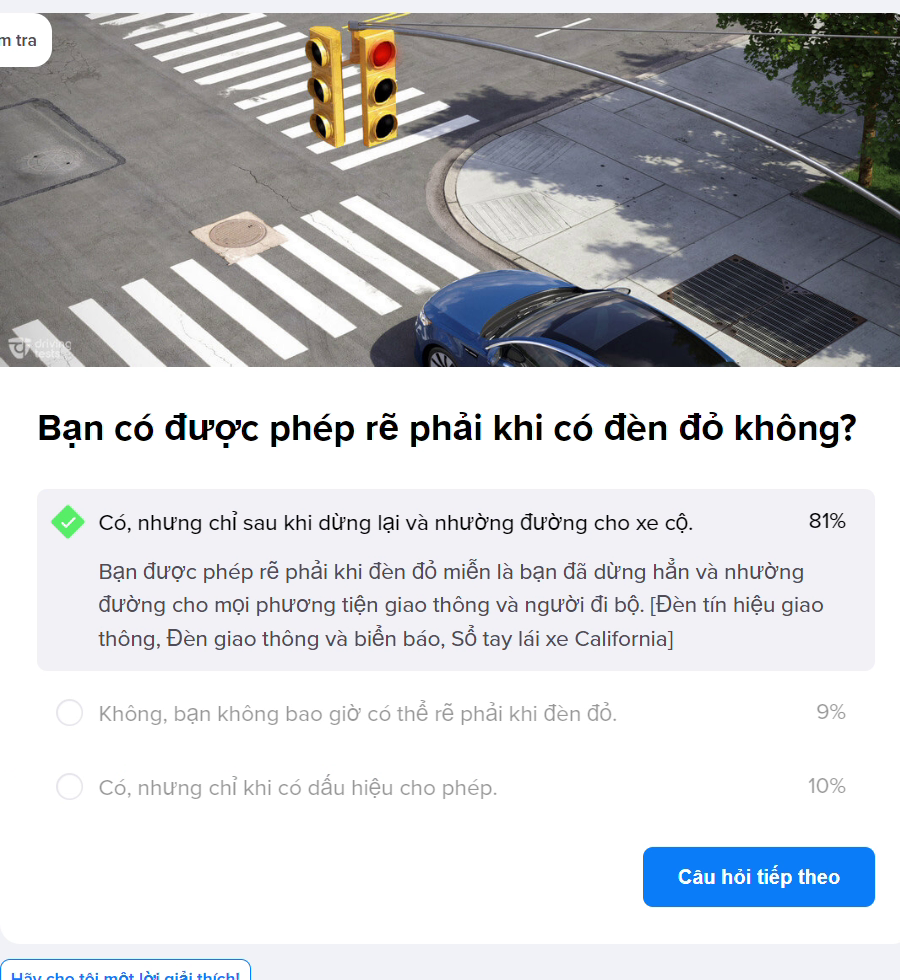 m tra
driving
tests
Bạn có được phép rẽ phải khi có đèn đỏ không?
Có, nhưng chỉ sau khi dừng lại và nhường đường cho xe cộ. 81%
Bạn được phép rẽ phải khi đèn đỏ miễn là bạn đã dừng hẳn và nhường
đường cho mọi phương tiện giao thông và người đi bộ. [Đèn tín hiệu giao
thông, Đèn giao thông và biển báo, Sổ tay lái xe California]
Không, bạn không bao giờ có thể rẽ phải khi đèn đỏ. 9%
Có, nhưng chỉ khi có dấu hiệu cho phép. 10%
Câu hỏi tiếp theo
Hãy cho tôi một lời giải thích!